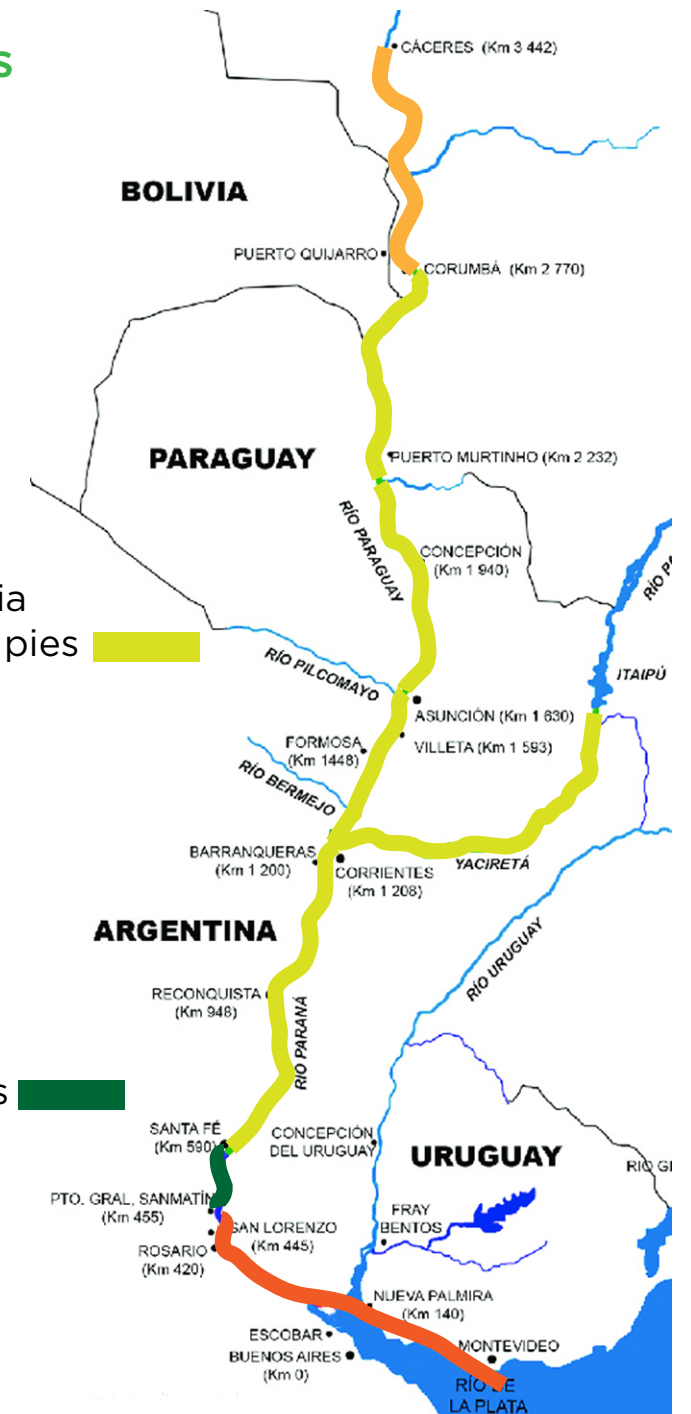 s
CÁCERES (Km 3 442)
BOLIVIA
PUERTO QUIJARRO
CORUMBÁ (Km 2 770)
PARAGUAY
PUERTO MURTINHO (Km 2 232)
RÍO PARAGUAY
CONCEPCIÓN
(Km 1 940)
RÍO PA
ia
pies
RÍO PILCOMAYO
ITAIPÚ
ASUNCIÓN (Km 1 630)
FORMOSA
(Km 1448)
VILLETA (Km 1 593)
RÍO BERMEJO
BARRANQUERAS
(Km 1 200)
CORRIENTES
(Km 1 208)
YACIRETÁ
ARGENTINA
RÍO URUGUAY
RECONQUISTA
(Km 948)
RÍO PARANÁ
s
SANTA FÉ
(Km 590)
CONCEPCIÓN
DEL URUGUAY
URUGUAY
RIO G
PTO. GRAL, SANMATÍN
(Km 455)
FRAY
BENTOS
SAN LORENZO
(Km 445)
ROSARIO
(Km 420)
NUEVA PALMIRA
(Km 140)
ESCOBAR
BUENOS AIRES
(Km 0)
MONTEVIDEO
RÍO DE
LA PLATA